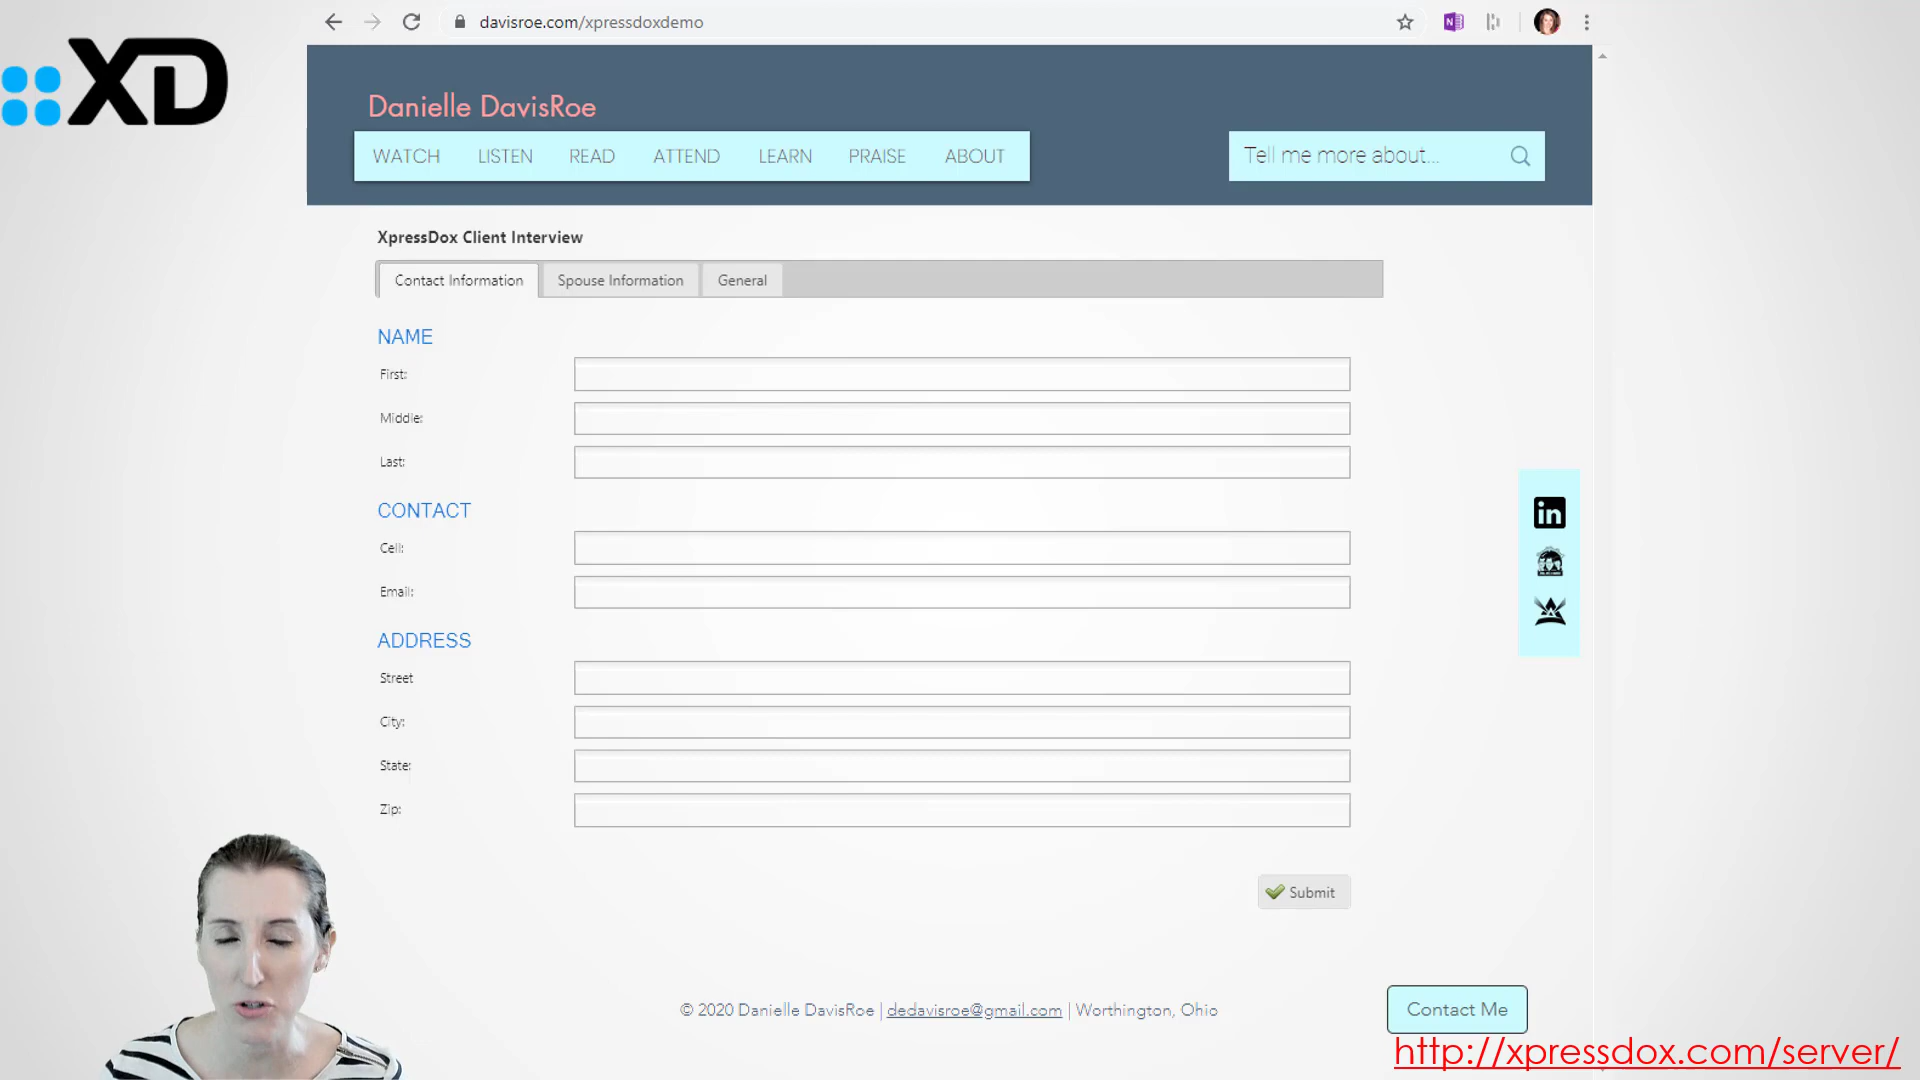 davisroe.com/xpressdoxdemo
XD
Danielle DavisRoe
WATCH LISTEN READ ATTEND LEARN PRAISE ABOUT
Tell me more about...
XpressDox Client Interview
Contact Information Spouse Information General
NAME
First:
Middle:
Last:
CONTACT
Cell:
Email:
ADDRESS
Street
City:
State:
Zip:
in
Submit
© 2020 Danielle DavisRoe | dedavisroe@gmail.com | Worthington, Ohio
Contact Me
http://xpressdox.com/server/